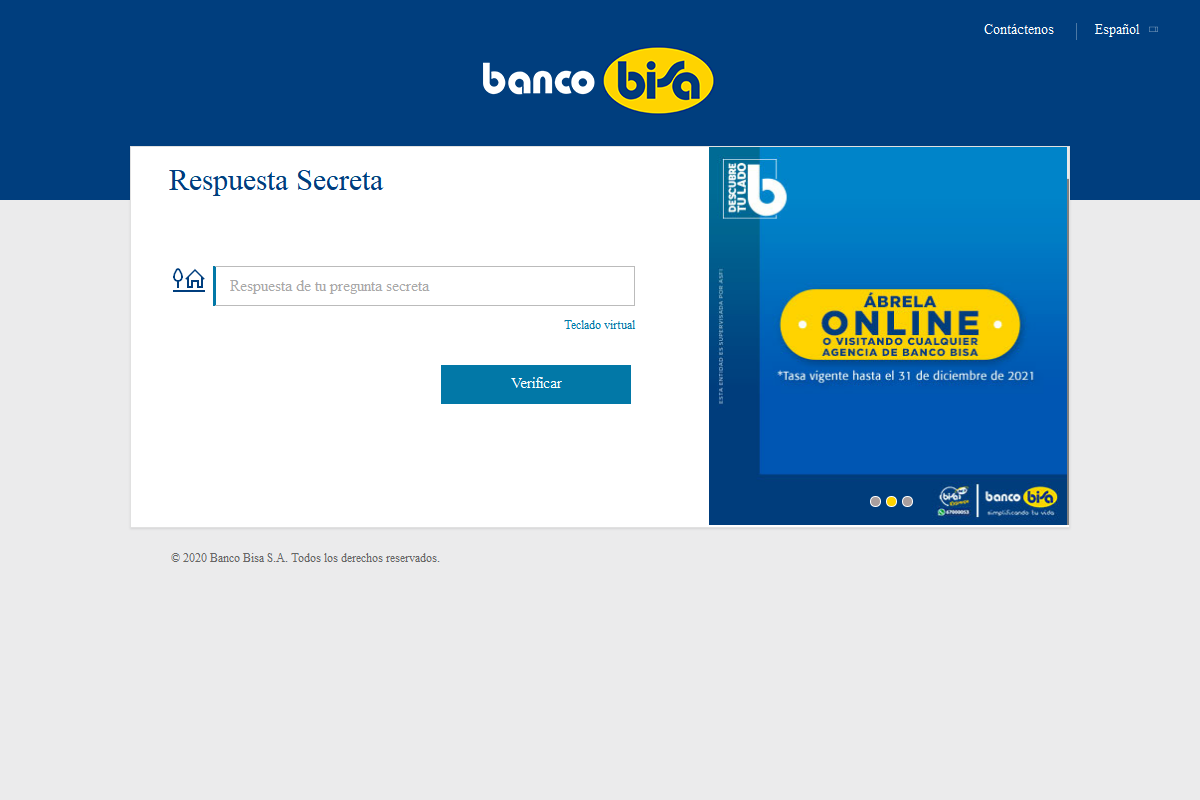 Contáctenos
Español
banco bisa
Respuesta Secreta
Respuesta de tu pregunta secreta
Teclado virtual
Verificar
DESCUBRE
TU LADO
b
ESTA ENTIDAD ES SUPERVISADA POR ASFI
ÁBRELA
ONLINE
O VISITANDO CUALQUIER
AGENCIA DE BANCO BISA
*Tasa vigente hasta el 31 de diciembre de 2021
banco bisa
simplificando tu vida
© 2020 Banco Bisa S.A. Todos los derechos reservados.